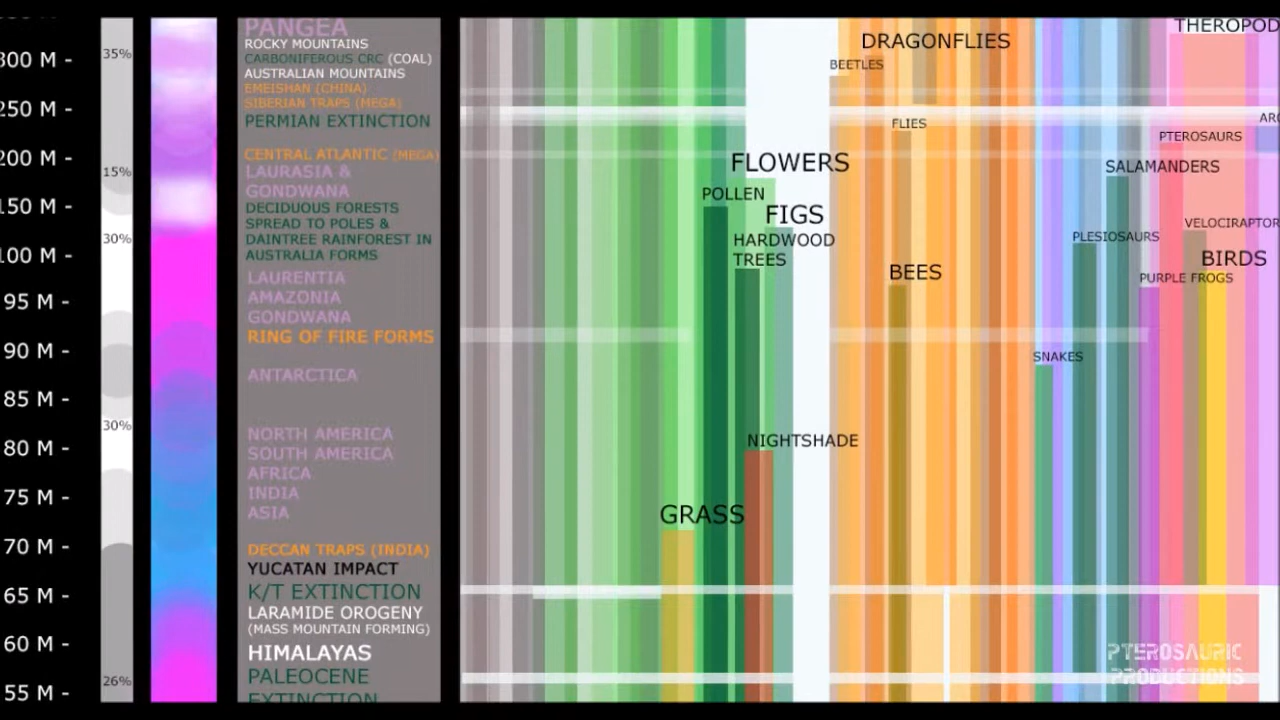 300 M -
250 M -
200 M -
150 M -
100 M -
95 M -
90 M -
85 M -
80 M -
75 M -
70 M -
65 M -
60 M -
55 M -
35%
15%
30%
30%
26%
PANGEA
ROCKY MOUNTAINS
CARBONIFEROUS CRC (COAL)
AUSTRALIAN MOUNTAINS
EMEISHAN (CHINA)
SIBERIAN TRAPS (MEGA)
PERMIAN EXTINCTION
CENTRAL ATLANTIC (MEGA)
LAURASIA &
GONDWANA
DECIDUOUS FORESTS
SPREAD TO POLES &
DAINTREE RAINFOREST IN
AUSTRALIA FORMS
LAURENTIA
AMAZONIA
GONDWANA
RING OF FIRE FORMS
ANTARCTICA
NORTH AMERICA
SOUTH AMERICA
AFRICA
INDIA
ASIA
DECCAN TRAPS (INDIA)
YUCATAN IMPACT
K/T EXTINCTION
LARAMIDE OROGENY
(MASS MOUNTAIN FORMING)
HIMALAYAS
PALEOCENE
EXTINCTION
THEROPOD
DRAGONFLIES
BEETLES
FLIES
AR
PTEROSAURS
FLOWERS
SALAMANDERS
POLLEN
FIGS
VELOCIRAPTOR
HARDWOOD
TREES
PLESIOSAURS
BIRDS
BEES
PURPLE FROGS
SNAKES
NIGHTSHADE
GRASS
PTEROSAURIC
PRODUCTIONS